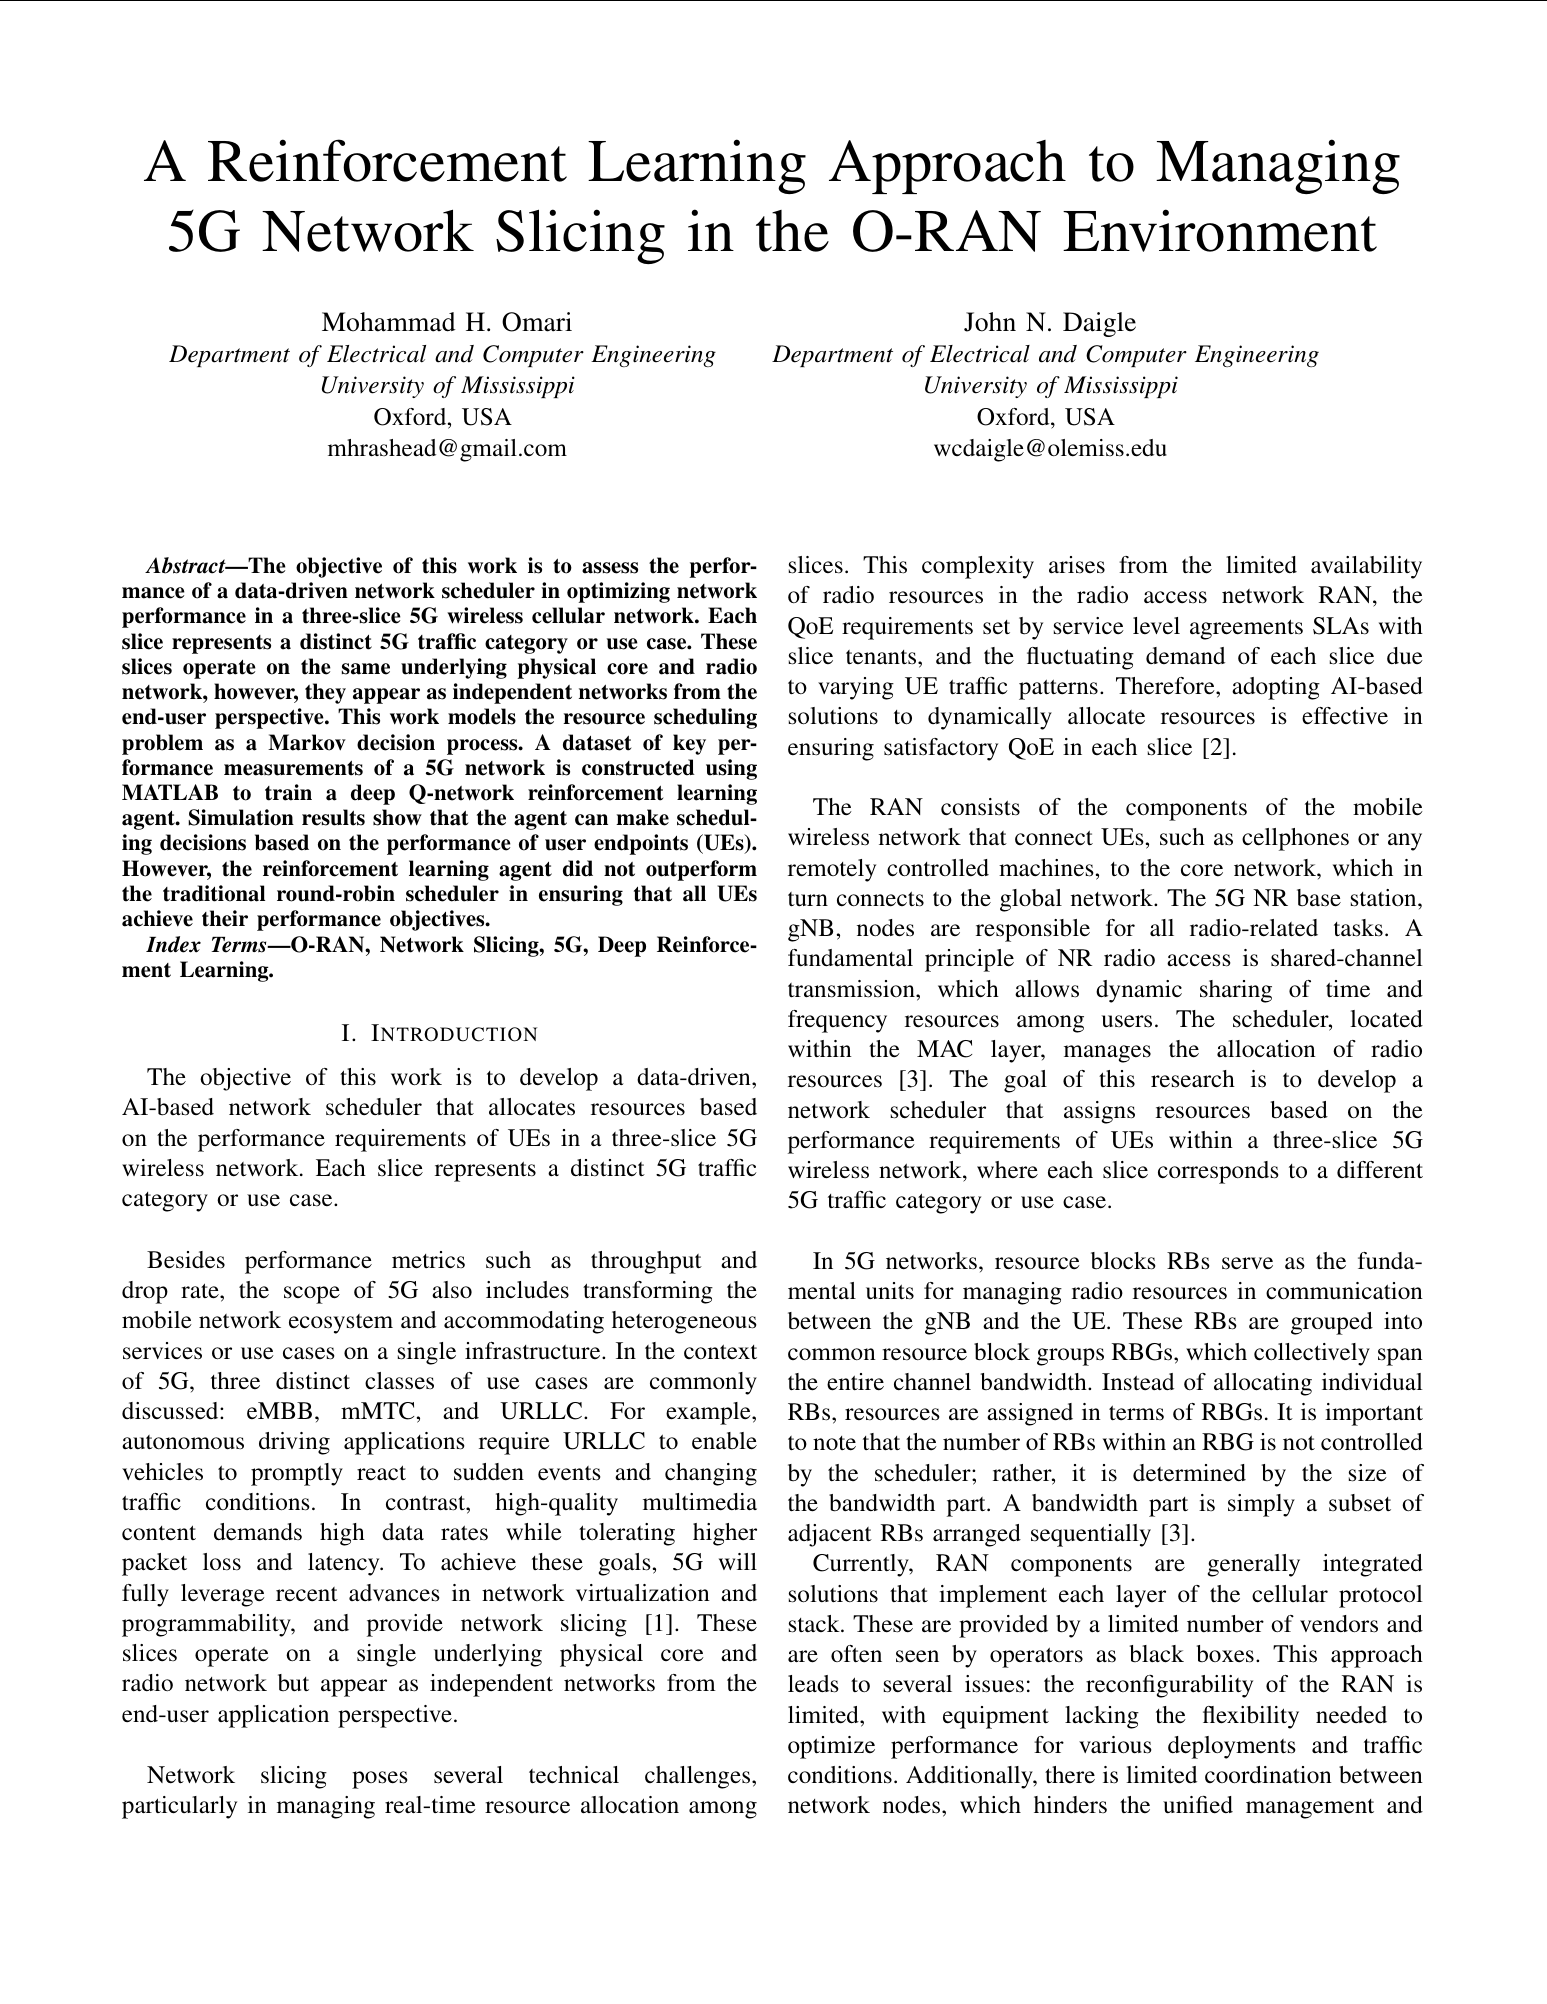 A Reinforcement Learning Approach to Managing
5G Network Slicing in the O-RAN Environment
Mohammad H. Omari
Department of Electrical and Computer Engineering
University of Mississippi
Oxford, USA
mhrashead@gmail.com
John N. Daigle
Department of Electrical and Computer Engineering
University of Mississippi
Oxford, USA
wcdaigle@olemiss.edu
Abstract—The objective of this work is to assess the perfor-
mance of a data-driven network scheduler in optimizing network
performance in a three-slice 5G wireless cellular network. Each
slice represents a distinct 5G traffic category or use case. These
slices operate on the same underlying physical core and radio
network, however, they appear as independent networks from the
end-user perspective. This work models the resource scheduling
problem as a Markov decision process. A dataset of key per-
formance measurements of a 5G network is constructed using
MATLAB to train a deep Q-network reinforcement learning
agent. Simulation results show that the agent can make schedul-
ing decisions based on the performance of user endpoints (UEs).
However, the reinforcement learning agent did not outperform
the traditional round-robin scheduler in ensuring that all UEs
achieve their performance objectives.
Index Terms—O-RAN, Network Slicing, 5G, Deep Reinforce-
ment Learning.
I. INTRODUCTION
The objective of this work is to develop a data-driven,
AI-based network scheduler that allocates resources based
on the performance requirements of UEs in a three-slice 5G
wireless network. Each slice represents a distinct 5G traffic
category or use case.
Besides performance metrics such as throughput and
drop rate, the scope of 5G also includes transforming the
mobile network ecosystem and accommodating heterogeneous
services or use cases on a single infrastructure. In the context
of 5G, three distinct classes of use cases are commonly
discussed: eMBB, mMTC, and URLLC. For example,
autonomous driving applications require URLLC to enable
vehicles to promptly react to sudden events and changing
traffic conditions. In contrast, high-quality multimedia
content demands high data rates while tolerating higher
packet loss and latency. To achieve these goals, 5G will
fully leverage recent advances in network virtualization and
programmability, and provide network slicing [1]. These
slices operate on a single underlying physical core and
radio network but appear as independent networks from the
end-user application perspective.
Network slicing poses several technical challenges,
particularly in managing real-time resource allocation among
slices. This complexity arises from the limited availability
of radio resources in the radio access network RAN, the
QoE requirements set by service level agreements SLAs with
slice tenants, and the fluctuating demand of each slice due
to varying UE traffic patterns. Therefore, adopting AI-based
solutions to dynamically allocate resources is effective in
ensuring satisfactory QoE in each slice [2].
The RAN consists of the components of the mobile
wireless network that connect UEs, such as cellphones or any
remotely controlled machines, to the core network, which in
turn connects to the global network. The 5G NR base station,
gNB, nodes are responsible for all radio-related tasks. A
fundamental principle of NR radio access is shared-channel
transmission, which allows dynamic sharing of time and
frequency resources among users. The scheduler, located
within the MAC layer, manages the allocation of radio
resources [3]. The goal of this research is to develop a
network scheduler that assigns resources based on the
performance requirements of UEs within a three-slice 5G
wireless network, where each slice corresponds to a different
5G traffic category or use case.
In 5G networks, resource blocks RBs serve as the funda-
mental units for managing radio resources in communication
between the gNB and the UE. These RBs are grouped into
common resource block groups RBGs, which collectively span
the entire channel bandwidth. Instead of allocating individual
RBs, resources are assigned in terms of RBGs. It is important
to note that the number of RBs within an RBG is not controlled
by the scheduler; rather, it is determined by the size of
the bandwidth part. A bandwidth part is simply a subset of
adjacent RBs arranged sequentially [3].
Currently, RAN components are generally integrated
solutions that implement each layer of the cellular protocol
stack. These are provided by a limited number of vendors and
are often seen by operators as black boxes. This approach
leads to several issues: the reconfigurability of the RAN is
limited, with equipment lacking the flexibility needed to
optimize performance for various deployments and traffic
conditions. Additionally, there is limited coordination between
network nodes, which hinders the unified management and